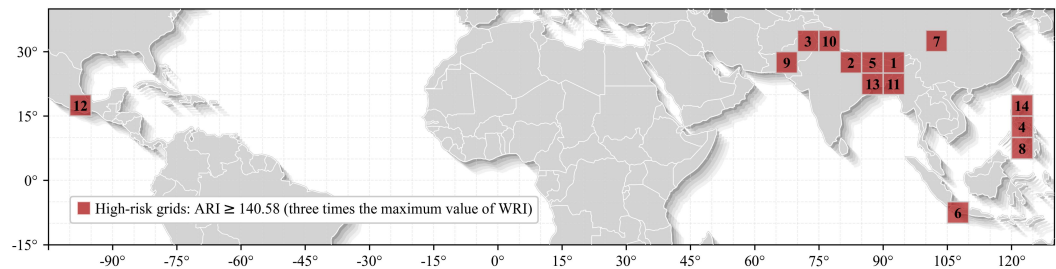 30°
15°
0°
-15°
3 10 7
9 2 5 1
13 11
12 14
4
8
6
High-risk grids: ARI ≥ 140.58 (three times the maximum value of WRI)
-90° -75° -60° -45° -30° -15° 0° 15° 30° 45° 60° 75° 90° 105° 120°